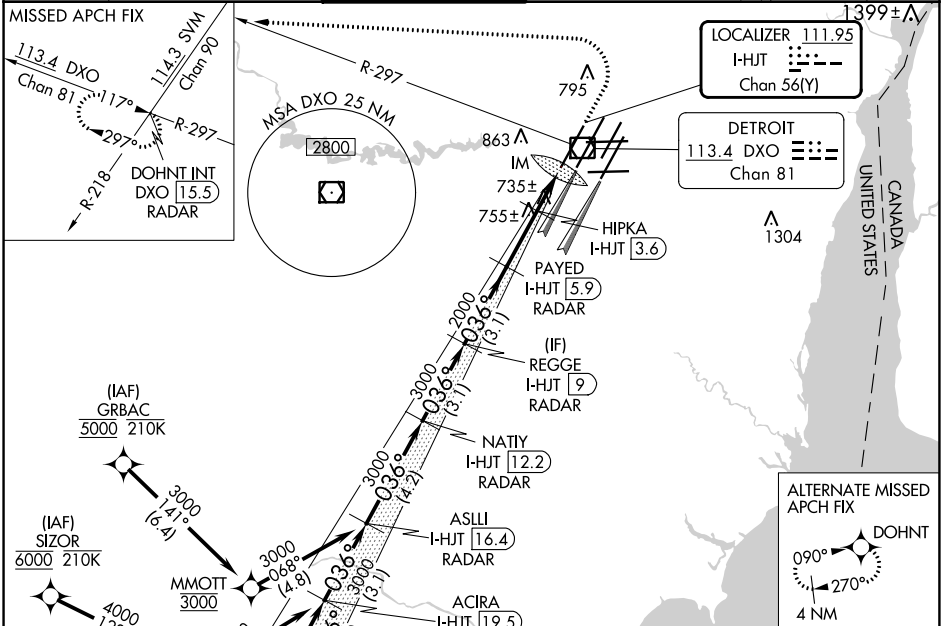 MISSED APCH FIX
113.4 DXO
Chan 81
114.3 SVM
Chan 90
117°
297°
R-297
R-218
DOHNT INT
DXO 15.5
RADAR
R-297
MSA DXO 25 NM
2800
1399±
LOCALIZER 111.95
I-HJT
Chan 56(Y)
795
863
IM
735±
755±
DETROIT
113.4 DXO
Chan 81
1304
CANADA
UNITED STATES
HIPKA
I-HJT 3.6
PAYED
I-HJT 5.9
RADAR
2000
036°
(3.1)
(IF)
REGGE
I-HJT 9
RADAR
3000
036°
(3.1)
NATIY
I-HJT 12.2
RADAR
3000
036°
(4.2)
ASLLI
I-HJT 16.4
RADAR
036°
3000
(3.1)
ACIRA
I-HJT 19.5
(IAF)
GRBAC
5000 210K
3000
141°
(6.4)
(IAF)
SIZOR
6000 210K
4000
MMOTT
3000
3000
068°
(4.8)
ALTERNATE MISSED
APCH FIX
DOHNT
090°
270°
4 NM